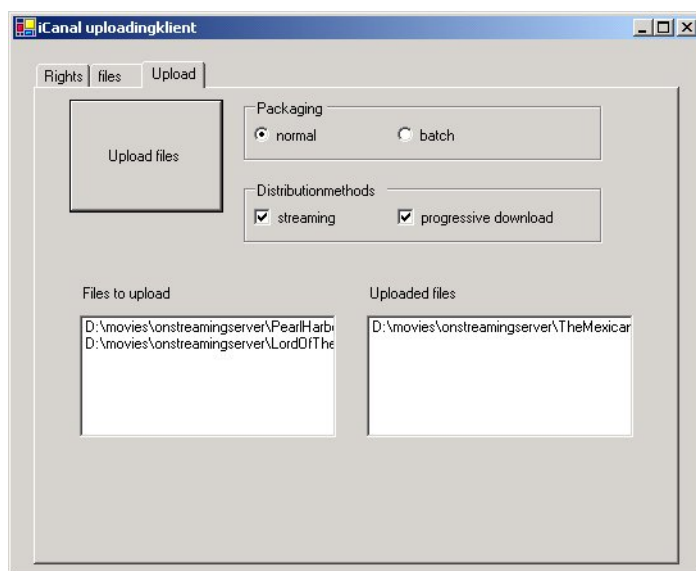 iCanal uploadingklient
Rights files Upload
Upload files
Packaging
normal batch
Distributionmethods
streaming progressive download
Files to upload
D:\movies\onstreamingserver\PearlHarb
D:\movies\onstreamingserver\LordOfThe
Uploaded files
D:\movies\onstreamingserver\TheMexican